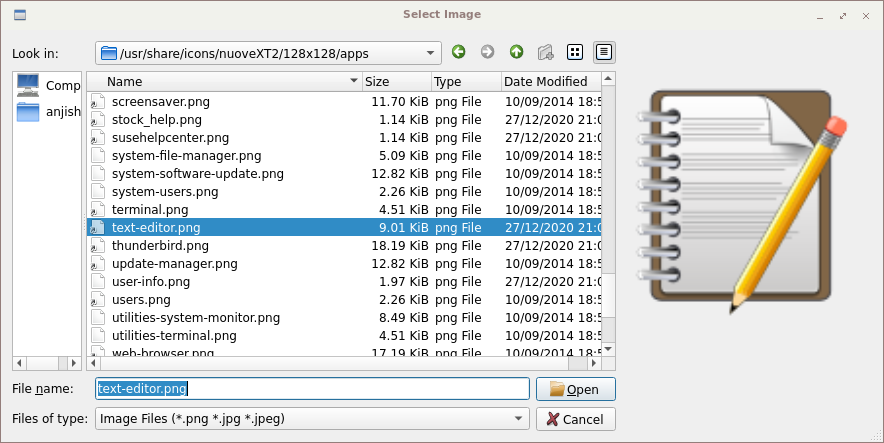 Select Image
Look in: /usr/share/icons/nuoveXT2/128x128/apps
Comp
anjish
Name Size Type Date Modified
screensaver.png 11.70 KiB png File 10/09/2014 18:5
stock_help.png 1.14 KiB png File 27/12/2020 21:0
susehelpcenter.png 1.14 KiB png File 27/12/2020 21:0
system-file-manager.png 5.09 KiB png File 10/09/2014 18:5
system-software-update.png 12.82 KiB png File 10/09/2014 18:5
system-users.png 2.26 KiB png File 10/09/2014 18:5
terminal.png 4.51 KiB png File 10/09/2014 18:5
text-editor.png 9.01 KiB png File 27/12/2020 21:0
thunderbird.png 18.19 KiB png File 27/12/2020 21:0
update-manager.png 12.82 KiB png File 10/09/2014 18:5
user-info.png 1.97 KiB png File 27/12/2020 21:0
users.png 2.26 KiB png File 10/09/2014 18:5
utilities-system-monitor.png 8.49 KiB png File 10/09/2014 18:5
utilities-terminal.png 4.51 KiB png File 10/09/2014 18:5
web-browser.png 17.19 KiB png File 10/09/2014 18:5
File name: text-editor.png Open
Files of type: Image Files (*.png *.jpg *.jpeg) Cancel